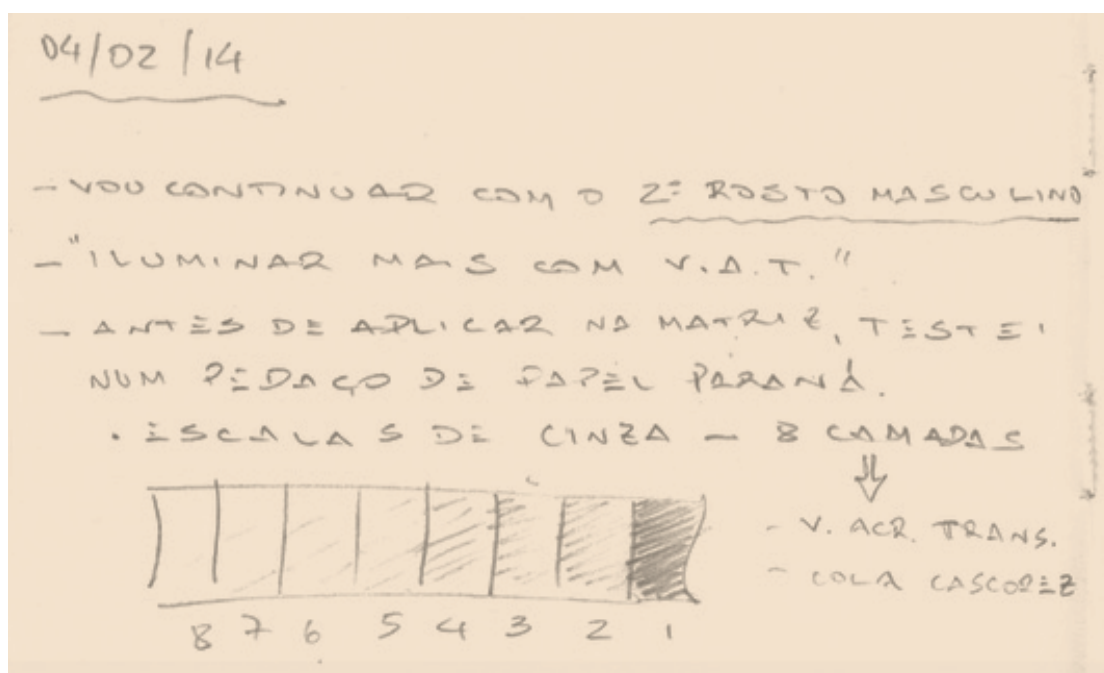 04/02/14
- VOU CONTINUAR COM O 2º ROSTO MASCULINO
- "ILUMINAR MAIS COM V.A.T."
- ANTES DE APLICAR NA MATRIZ, TESTEI
NUM PEDAÇO DE PAPEL PARANÁ.
• ESCALAS DE CINZA - 8 CAMADAS
⇓
- V. ACR. TRANS.
- COLA CASCOREZ
8 7 6 5 4 3 2 1